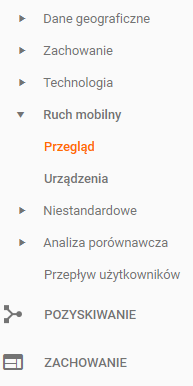 Dane geograficzne
Zachowanie
Technologia
Ruch mobilny
Przegląd
Urządzenia
Niestandardowe
Analiza porównawcza
Przepływ użytkowników
POZYSKIWANIE
ZACHOWANIE